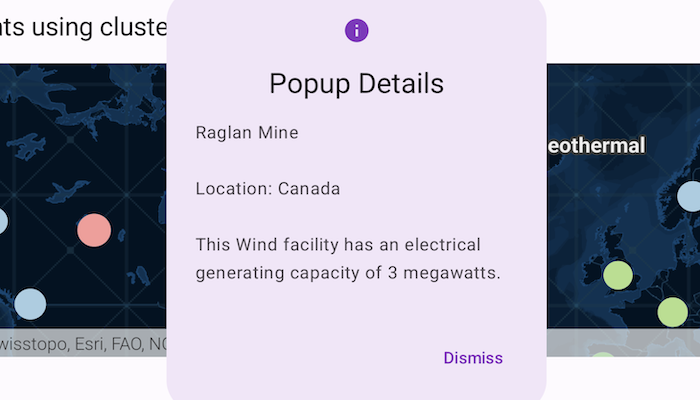 using cluste
Popup Details
Raglan Mine
Location: Canada
This Wind facility has an electrical
generating capacity of 3 megawatts.
Dismiss
eothermal
wisstopo, Esri, FAO, NO